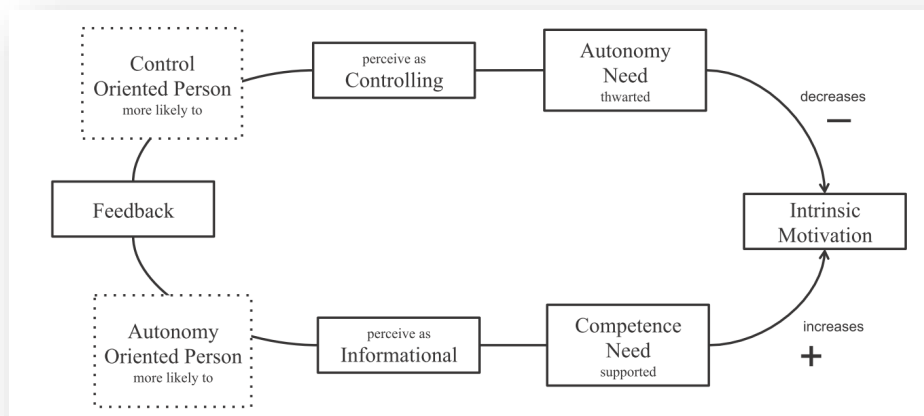 Control
Oriented Person
more likely to
perceive as
Controlling
Autonomy
Need
thwarted
decreases
−
Feedback
Intrinsic
Motivation
Autonomy
Oriented Person
more likely to
perceive as
Informational
Competence
Need
supported
increases
+